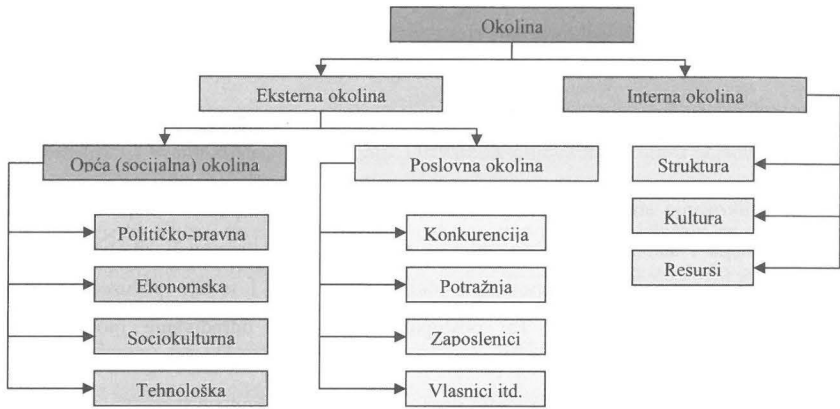 Okolina
Eksterna okolina
Interna okolina
Opća (socijalna) okolina
Poslovna okolina
Struktura
Političko-pravna
Konkurencija
Kultura
Ekonomska
Potražnja
Resursi
Sociokulturna
Zaposlenici
Tehnološka
Vlasnici itd.